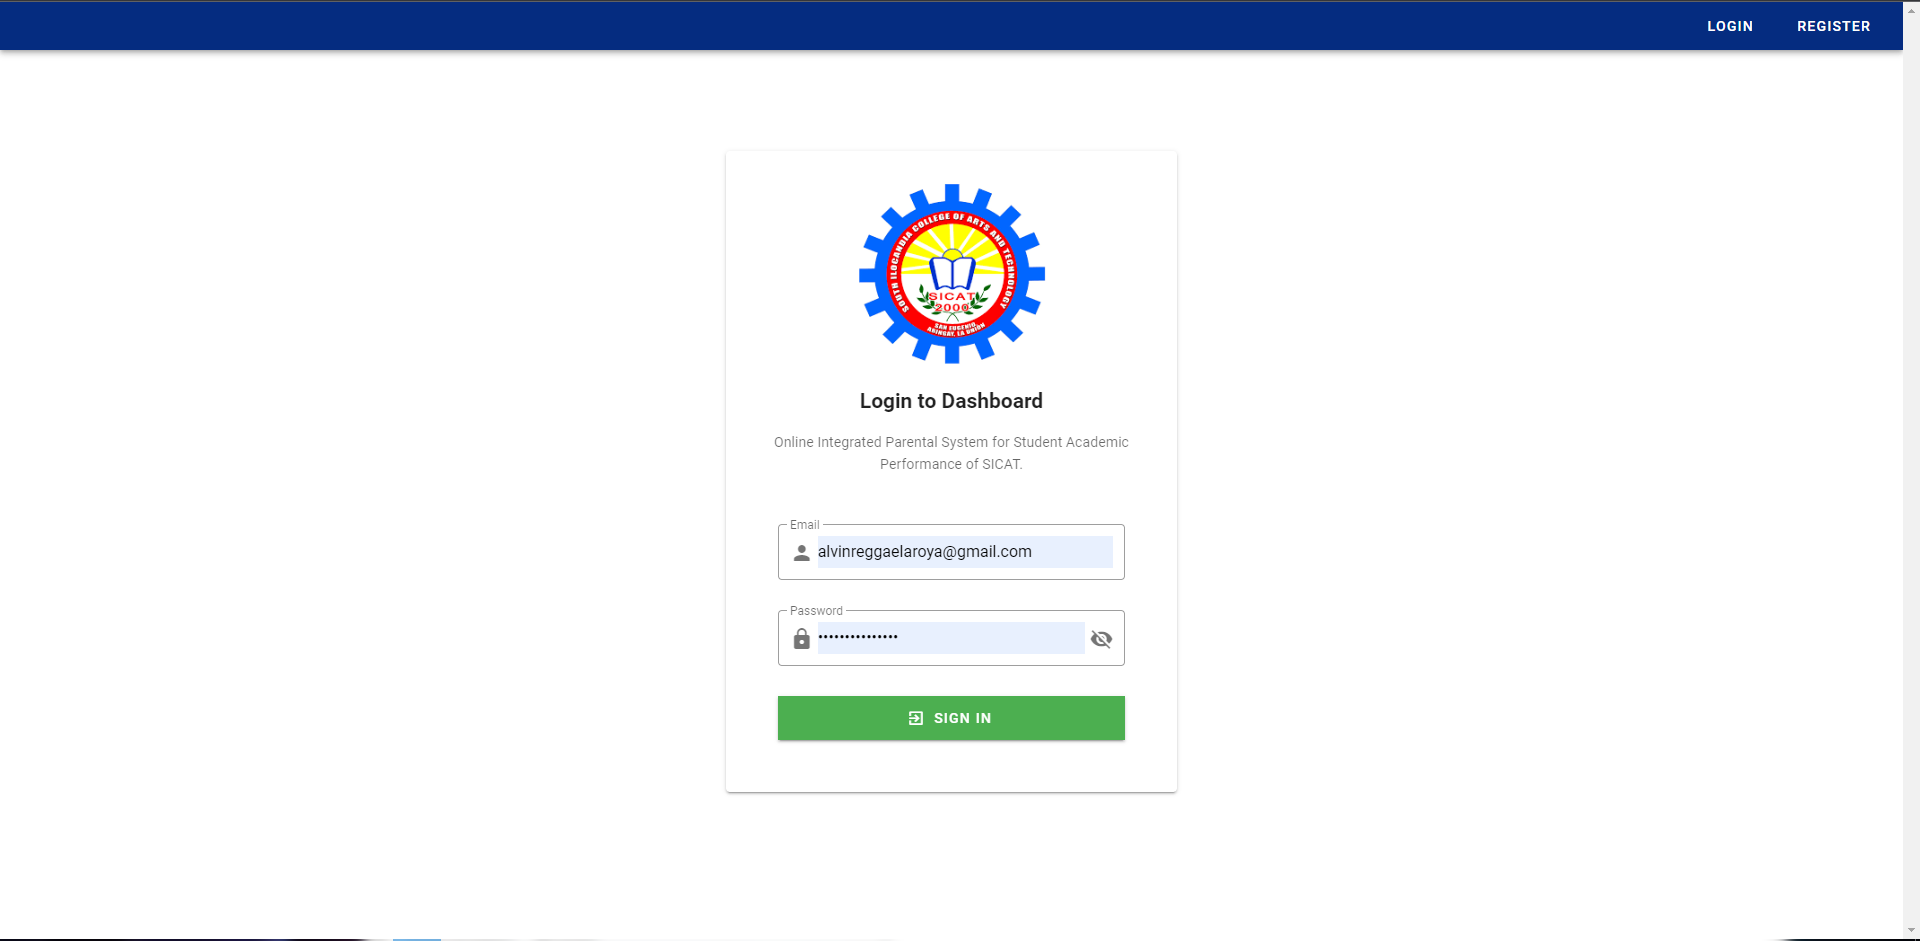 LOGIN REGISTER
SOUTH ILOCANDIA COLLEGE OF ARTS AND TECHNOLOGY
SICAT
2000
SAN EUGENIO
ARINGAY, LA UNION
Login to Dashboard
Online Integrated Parental System for Student Academic
Performance of SICAT.
Email
alvinreggaelaroya@gmail.com
Password
•••••••••••••••
SIGN IN